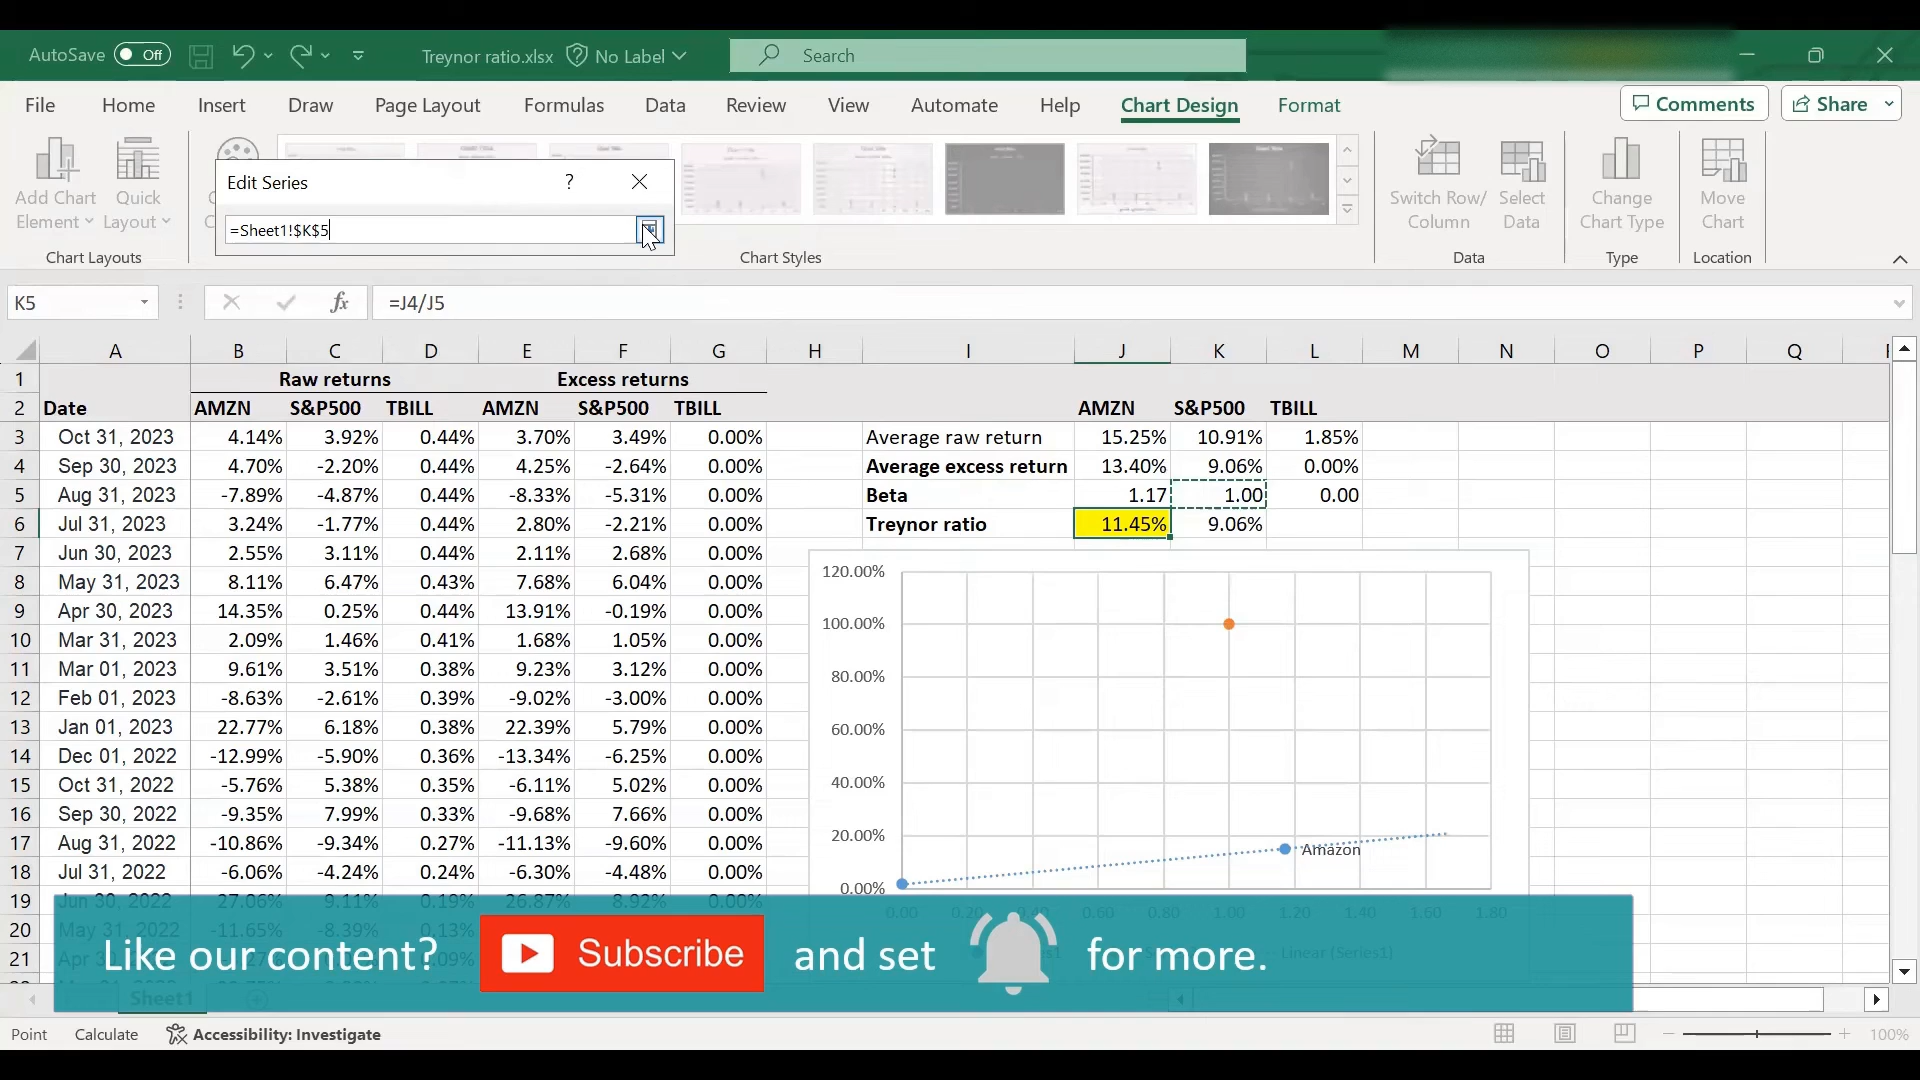 AutoSave Off Treynor ratio.xlsx No Label Search
File Home Insert Draw Page Layout Formulas Data Review View Automate Help Chart Design Format Comments Share
Add Chart Element
Quick Layout
Switch Row/ Column
Select Data
Change Chart Type
Move Chart
Chart Layouts Chart Styles Data Type Location
Edit Series ?
=Sheet1!$K$5
K5 fx =J4/J5
A B C D E F G H I J K L M N O P Q
1 Raw returns Excess returns
2 Date AMZN S&P500 TBILL AMZN S&P500 TBILL AMZN S&P500 TBILL
3 Oct 31, 2023 4.14% 3.92% 0.44% 3.70% 3.49% 0.00% Average raw return 15.25% 10.91% 1.85%
4 Sep 30, 2023 4.70% -2.20% 0.44% 4.25% -2.64% 0.00% Average excess return 13.40% 9.06% 0.00%
5 Aug 31, 2023 -7.89% -4.87% 0.44% -8.33% -5.31% 0.00% Beta 1.17 1.00 0.00
6 Jul 31, 2023 3.24% -1.77% 0.44% 2.80% -2.21% 0.00% Treynor ratio 11.45% 9.06%
7 Jun 30, 2023 2.55% 3.11% 0.44% 2.11% 2.68% 0.00%
8 May 31, 2023 8.11% 6.47% 0.43% 7.68% 6.04% 0.00%
9 Apr 30, 2023 14.35% 0.25% 0.44% 13.91% -0.19% 0.00%
10 Mar 31, 2023 2.09% 1.46% 0.41% 1.68% 1.05% 0.00%
11 Mar 01, 2023 9.61% 3.51% 0.38% 9.23% 3.12% 0.00%
12 Feb 01, 2023 -8.63% -2.61% 0.39% -9.02% -3.00% 0.00%
13 Jan 01, 2023 22.77% 6.18% 0.38% 22.39% 5.79% 0.00%
14 Dec 01, 2022 -12.99% -5.90% 0.36% -13.34% -6.25% 0.00%
15 Oct 31, 2022 -5.76% 5.38% 0.35% -6.11% 5.02% 0.00%
16 Sep 30, 2022 -9.35% 7.99% 0.33% -9.68% 7.66% 0.00%
17 Aug 31, 2022 -10.86% -9.34% 0.27% -11.13% -9.60% 0.00%
18 Jul 31, 2022 -6.06% -4.24% 0.24% -6.30% -4.48% 0.00%
19 Jun 30, 2022 27.06% 9.11% 0.19% 26.87% 8.92% 0.00%
20 May 31, 2022 -11.65% -8.39% 0.13%
21
120.00%
100.00%
80.00%
60.00%
40.00%
20.00%
0.00%
Amazon
0.00 0.20 0.40 0.60 0.80 1.00 1.20 1.40 1.60 1.80
Linear (Series1)
Like our content? Subscribe and set for more.
Sheet1
Point Calculate Accessibility: Investigate 100%